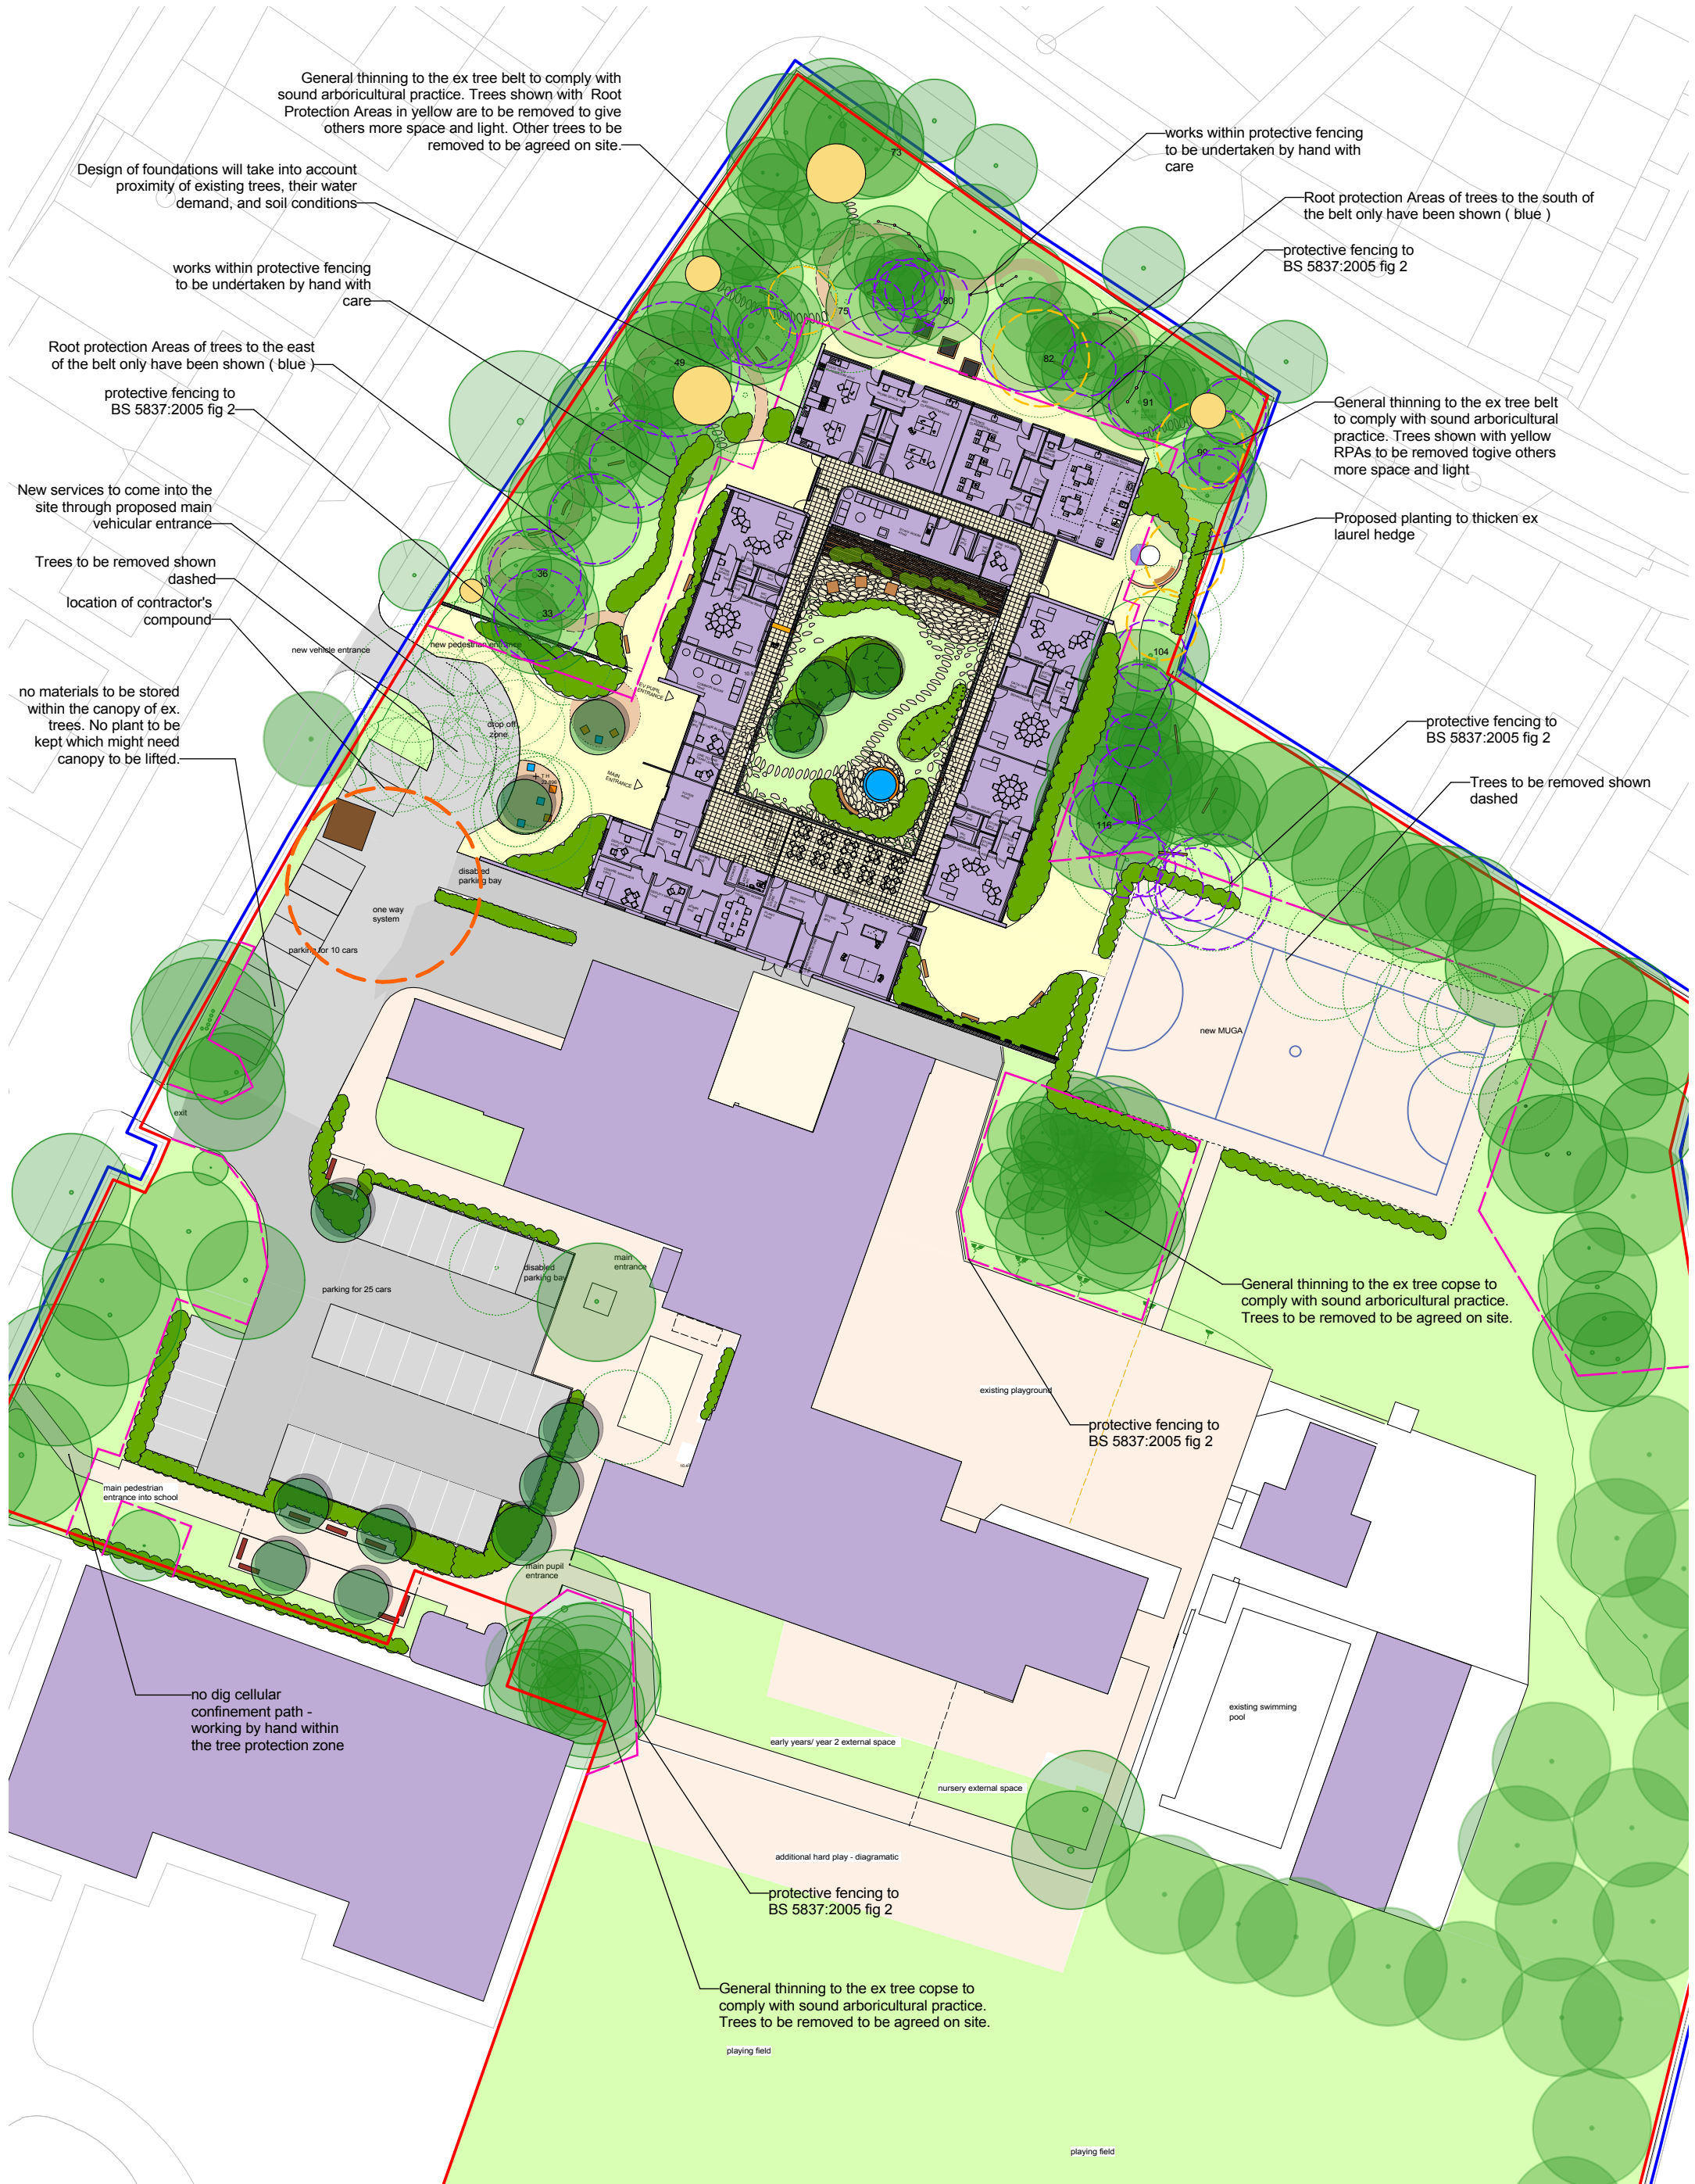 General thinning to the ex tree belt to comply with
sound arboricultural practice. Trees shown with Root
Protection Areas in yellow are to be removed to give
others more space and light. Other trees to be
removed to be agreed on site.
works within protective fencing
to be undertaken by hand with
care
Design of foundations will take into account
proximity of existing trees, their water
demand, and soil conditions
Root protection Areas of trees to the south of
the belt only have been shown ( blue )
protective fencing to
BS 5837:2005 fig 2
works within protective fencing
to be undertaken by hand with
care
Root protection Areas of trees to the east
of the belt only have been shown ( blue )
protective fencing to
BS 5837:2005 fig 2
General thinning to the ex tree belt
to comply with sound arboricultural
practice. Trees shown with yellow
RPAs to be removed togive others
more space and light
New services to come into the
site through proposed main
vehicular entrance
Proposed planting to thicken ex
laurel hedge
Trees to be removed shown
dashed
location of contractor's
compound
no materials to be stored
within the canopy of ex.
trees. No plant to be
kept which might need
canopy to be lifted.
protective fencing to
BS 5837:2005 fig 2
Trees to be removed shown
dashed
73
75
80
82
49
91
99
36
33
104
116
new vehicle entrance
new pedestrian entrance
drop off
zone
MAIN
ENTRANCE
disabled
parking bay
one way
system
parking for 10 cars
new MUGA
exit
main
entrance
disabled
parking bay
parking for 25 cars
General thinning to the ex tree copse to
comply with sound arboricultural practice.
Trees to be removed to be agreed on site.
existing playground
protective fencing to
BS 5837:2005 fig 2
main pedestrian
entrance into school
main pupil
entrance
no dig cellular
confinement path -
working by hand within
the tree protection zone
existing swimming
pool
early years/ year 2 external space
nursery external space
additional hard play - diagramatic
protective fencing to
BS 5837:2005 fig 2
General thinning to the ex tree copse to
comply with sound arboricultural practice.
Trees to be removed to be agreed on site.
playing field
playing field